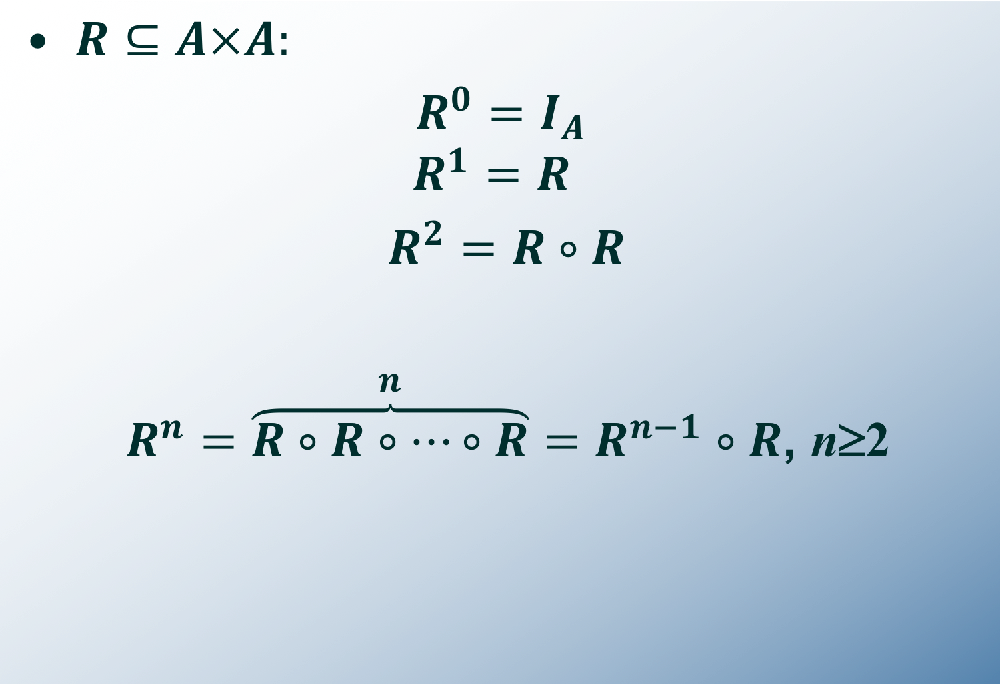 • R ⊆ A×A:
R⁰ = I_A
R¹ = R
R² = R ∘ R
n
Rⁿ = R ∘ R ∘ ⋯ ∘ R = Rⁿ⁻¹ ∘ R, n≥2